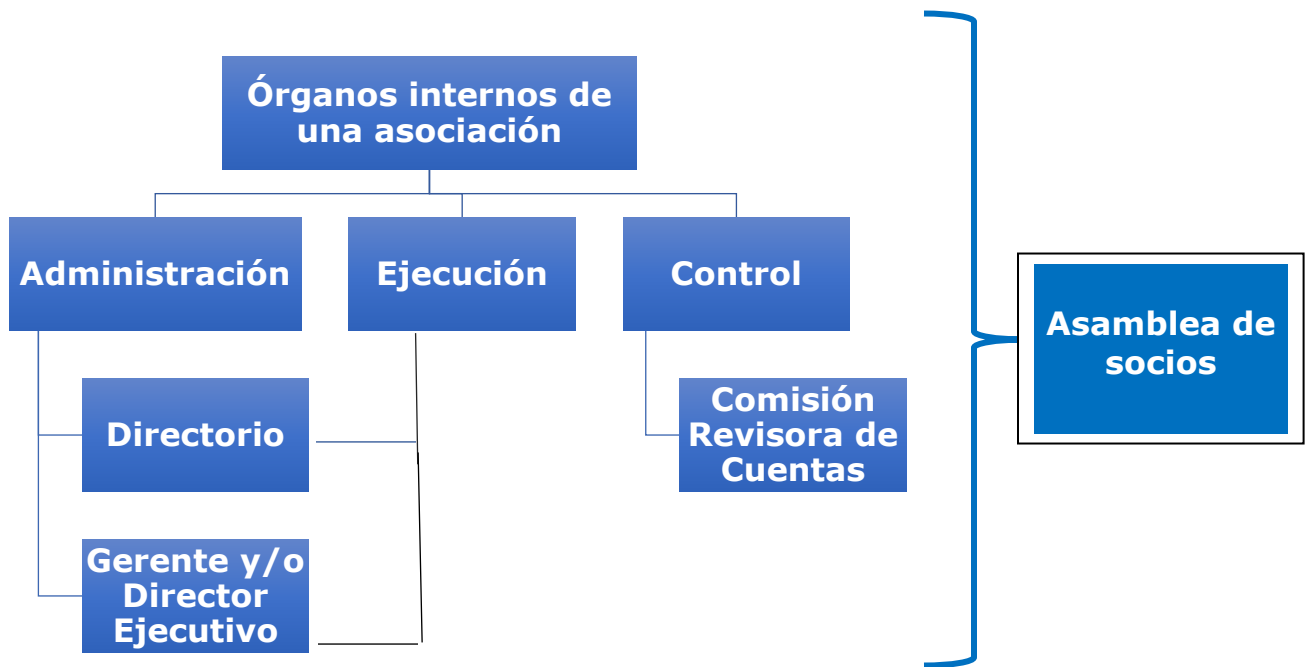 Órganos internos de
una asociación
Administración
Ejecución
Control
Directorio
Comisión
Revisora de
Cuentas
Gerente y/o
Director
Ejecutivo
Asamblea de
socios